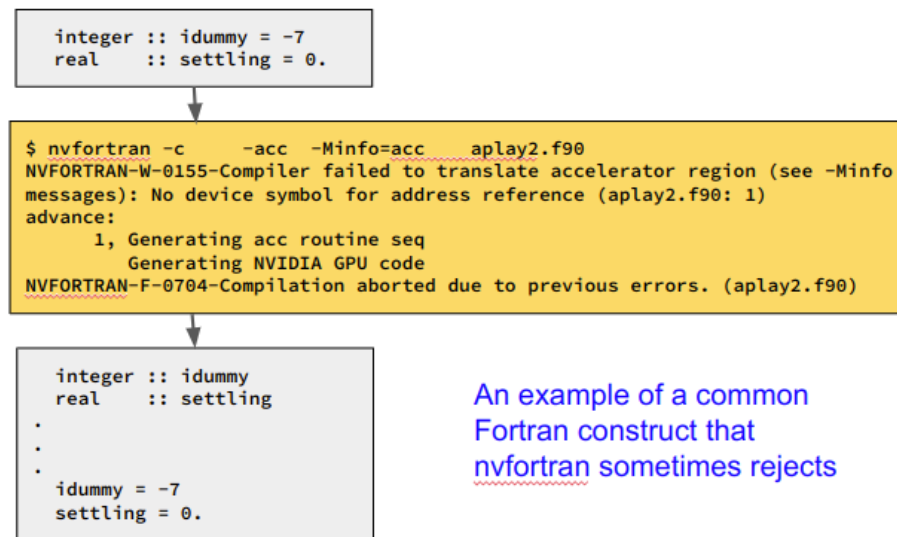 integer :: idummy = -7
real    :: settling = 0.
$ nvfortran -c     -acc  -Minfo=acc    aplay2.f90
NVFORTRAN-W-0155-Compiler failed to translate accelerator region (see -Minfo
messages): No device symbol for address reference (aplay2.f90: 1)
advance:
      1, Generating acc routine seq
         Generating NVIDIA GPU code
NVFORTRAN-F-0704-Compilation aborted due to previous errors. (aplay2.f90)
  integer :: idummy
  real    :: settling
.
.
.
  idummy = -7
  settling = 0.
An example of a common
Fortran construct that
nvfortran sometimes rejects